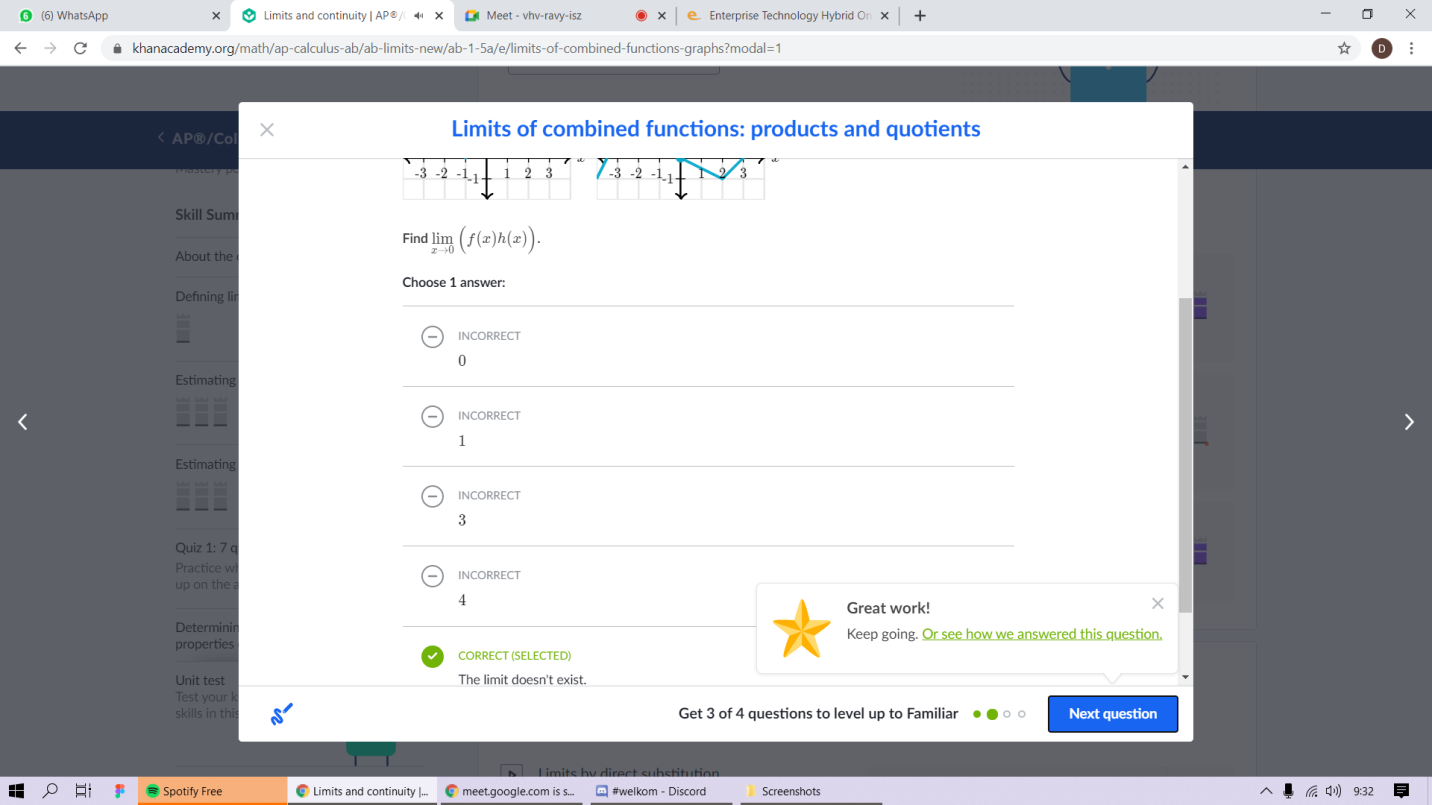 (6) WhatsApp
Limits and continuity | AP®/
Meet - vhv-ravy-isz
Enterprise Technology Hybrid On
khanacademy.org/math/ap-calculus-ab/ab-limits-new/ab-1-5a/e/limits-of-combined-functions-graphs?modal=1
D
AP®/Col
Limits of combined functions: products and quotients
Skill Sum
About the
Defining
Estimating
Estimating
Quiz 1: 7 q
Practice
up on the a
Determinin
properties
Unit test
Test your k
skills in this
-3 -2 -1 -1 1 2 3 x
-3 -2 -1 -1 1 2 3 x
Find lim x→0 (f(x)h(x)).
Choose 1 answer:
INCORRECT
0
INCORRECT
1
INCORRECT
3
INCORRECT
4
CORRECT (SELECTED)
The limit doesn't exist.
Great work!
Keep going. Or see how we answered this question.
Get 3 of 4 questions to level up to Familiar
Next question
Limits by direct substitution
Spotify Free
Limits and continuity |...
meet.google.com is s...
#welkom - Discord
Screenshots
9:32